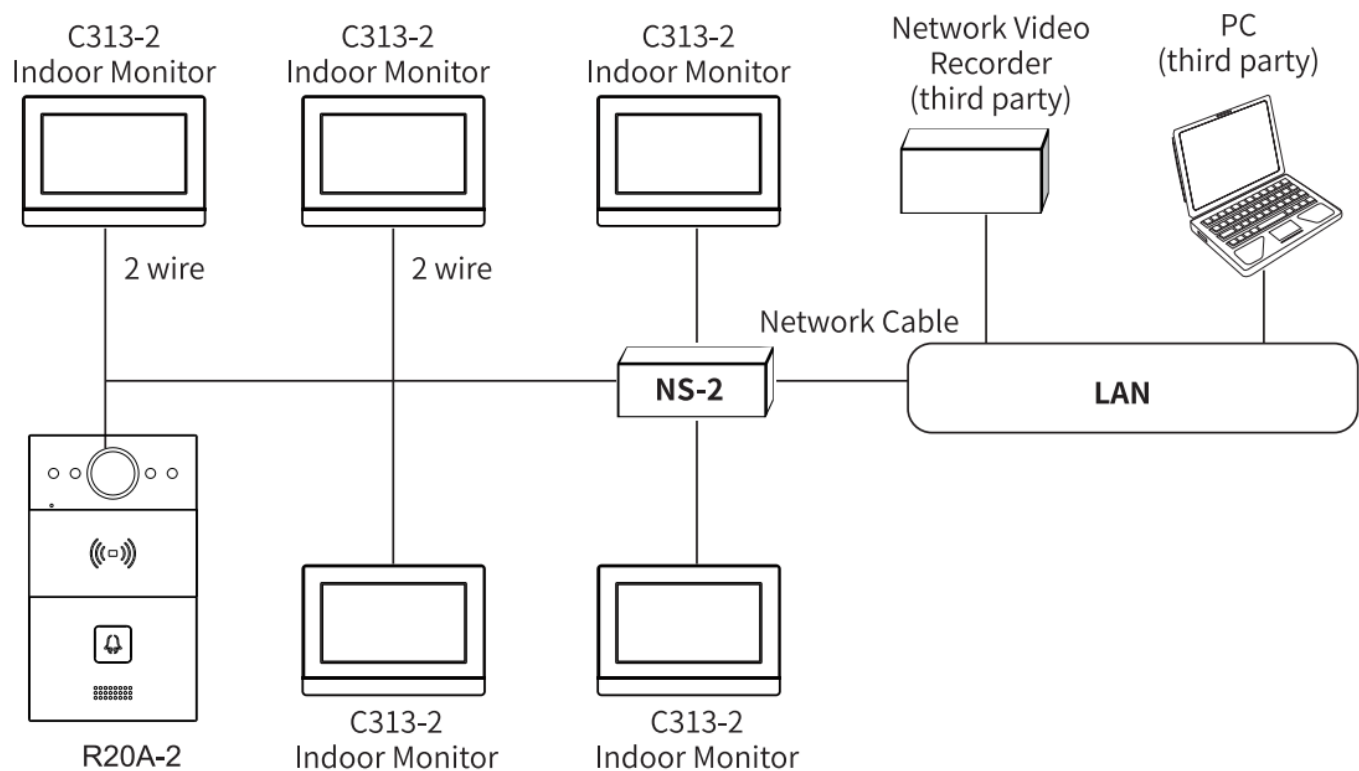 C313-2
Indoor Monitor
C313-2
Indoor Monitor
C313-2
Indoor Monitor
Network Video
Recorder
(third party)
PC
(third party)
2 wire
2 wire
Network Cable
NS-2
LAN
R20A-2
C313-2
Indoor Monitor
C313-2
Indoor Monitor